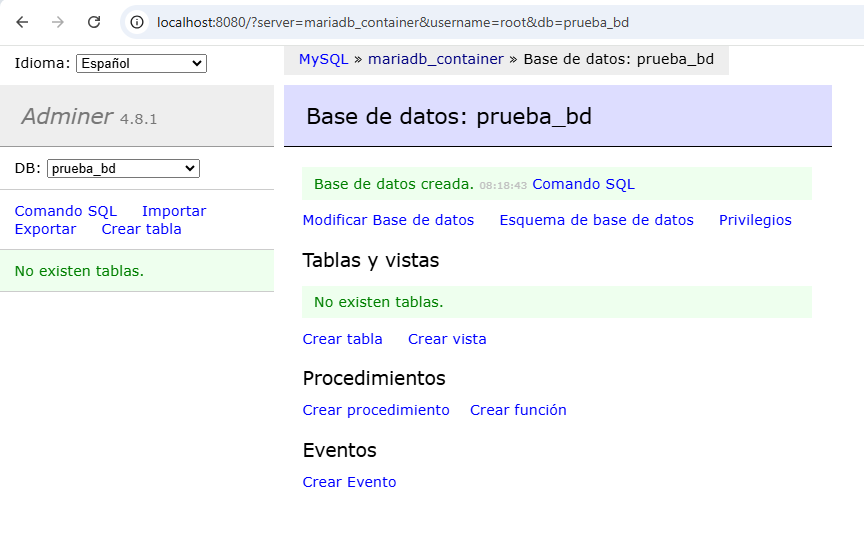 localhost:8080/?server=mariadb_container&username=root&db=prueba_bd
Idioma: Español
MySQL » mariadb_container » Base de datos: prueba_bd
Adminer 4.8.1
Base de datos: prueba_bd
DB: prueba_bd
Comando SQL Importar
Exportar Crear tabla
No existen tablas.
Base de datos creada. 08:18:43 Comando SQL
Modificar Base de datos Esquema de base de datos Privilegios
Tablas y vistas
No existen tablas.
Crear tabla Crear vista
Procedimientos
Crear procedimiento Crear función
Eventos
Crear Evento